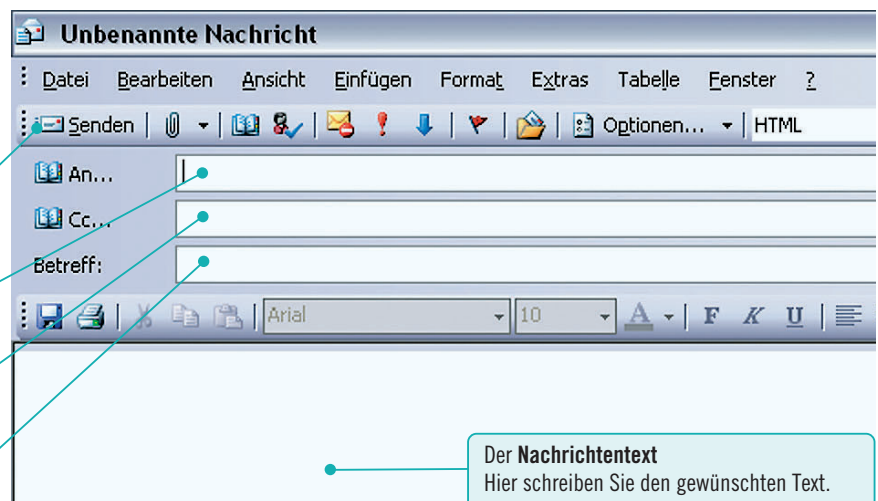 Unbenannte Nachricht
Datei Bearbeiten Ansicht Einfügen Format Extras Tabelle Fenster ?
Senden Optionen... HTML
An...
Cc...
Betreff:
Arial 10 A F K U
Der Nachrichtentext
Hier schreiben Sie den gewünschten Text.